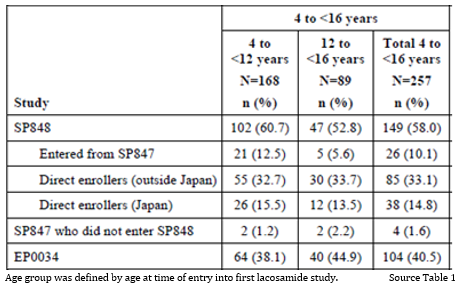 4 to <16 years
4 to <12 years N=168 n (%)
12 to <16 years N=89 n (%)
Total 4 to <16 years N=257 n (%)
Study
SP848 102 (60.7) 47 (52.8) 149 (58.0)
Entered from SP847 21 (12.5) 5 (5.6) 26 (10.1)
Direct enrollers (outside Japan) 55 (32.7) 30 (33.7) 85 (33.1)
Direct enrollers (Japan) 26 (15.5) 12 (13.5) 38 (14.8)
SP847 who did not enter SP848 2 (1.2) 2 (2.2) 4 (1.6)
EP0034 64 (38.1) 40 (44.9) 104 (40.5)
Age group was defined by age at time of entry into first lacosamide study. Source Table 1